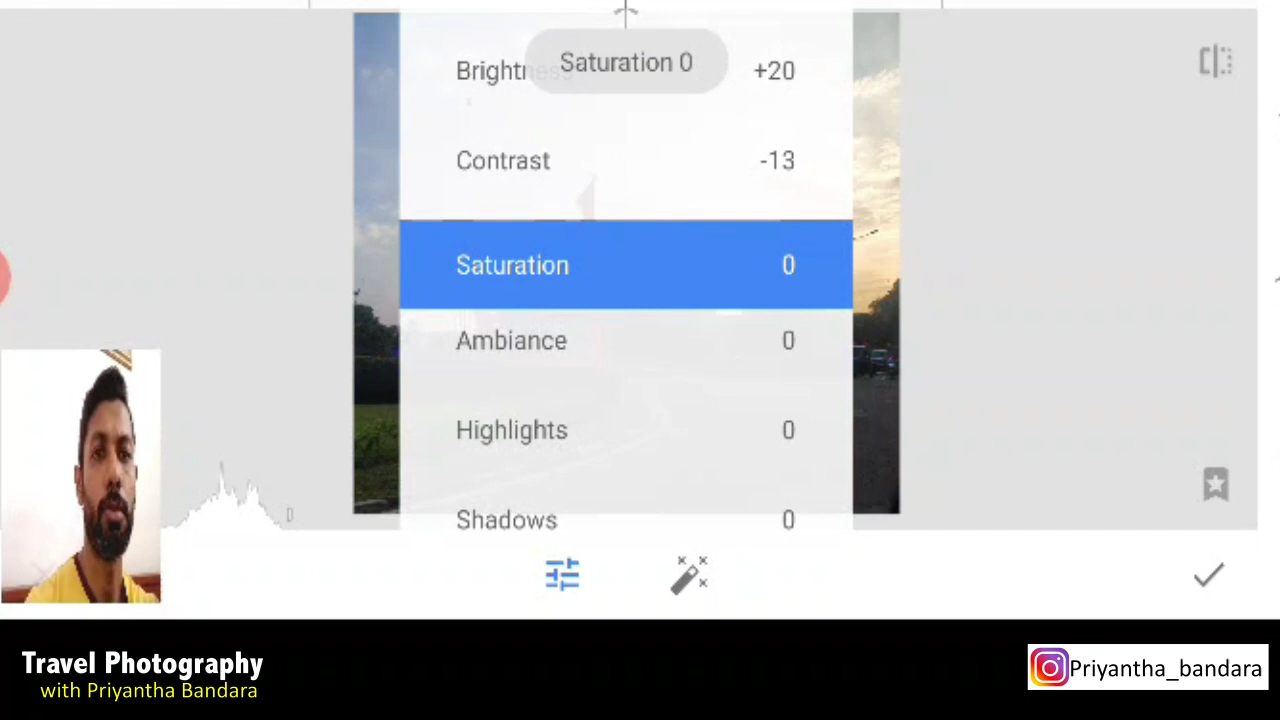 Saturation 0
Brightness +20
Contrast -13
Saturation 0
Ambiance 0
Highlights 0
Shadows 0
Travel Photography
with Priyantha Bandara
Priyantha_bandara